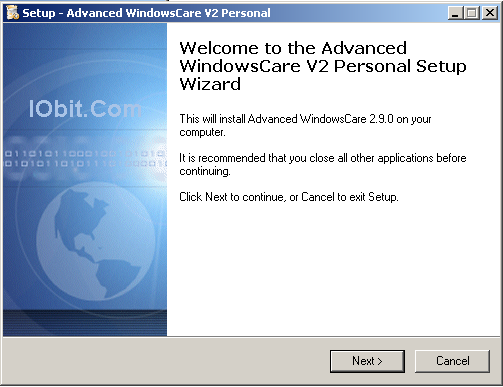 Setup - Advanced WindowsCare V2 Personal
IObit.Com
Welcome to the Advanced
WindowsCare V2 Personal Setup
Wizard
This will install Advanced WindowsCare 2.9.0 on your
computer.
It is recommended that you close all other applications before
continuing.
Click Next to continue, or Cancel to exit Setup.
Next >
Cancel